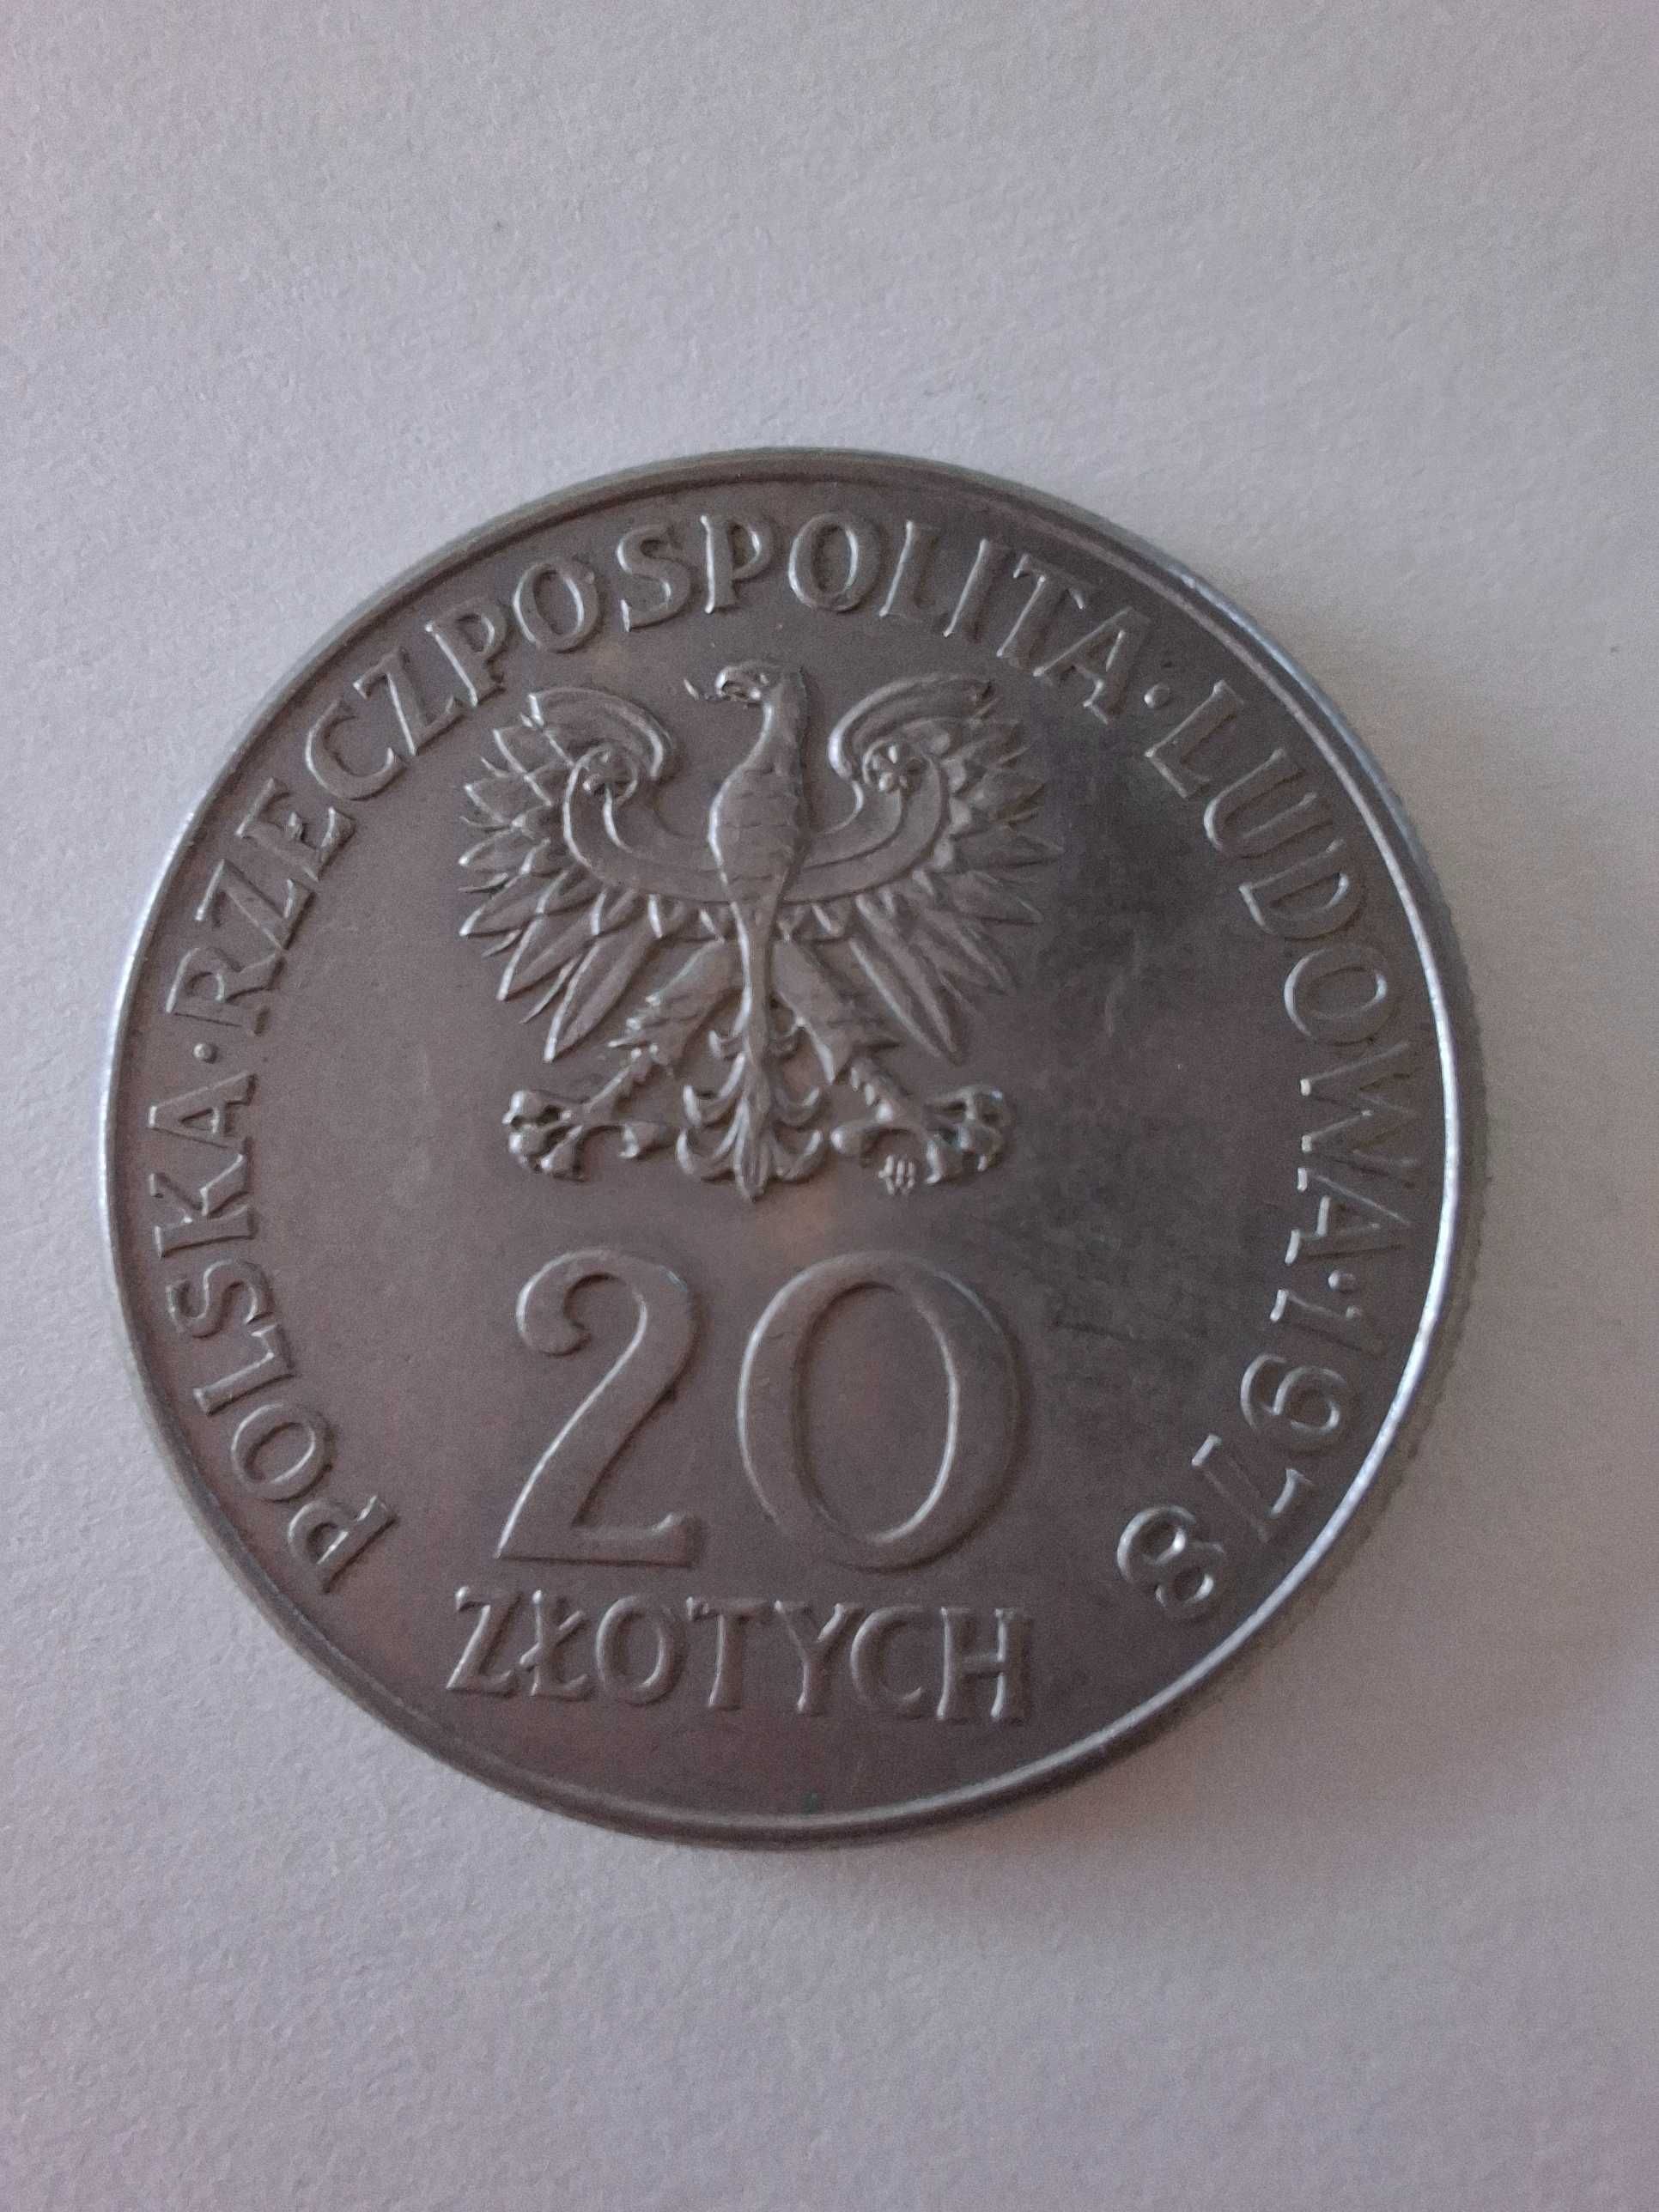 POLSKA·RZECZPOSPOLITA·LUDOWA·1978
20
ZŁOTYCH